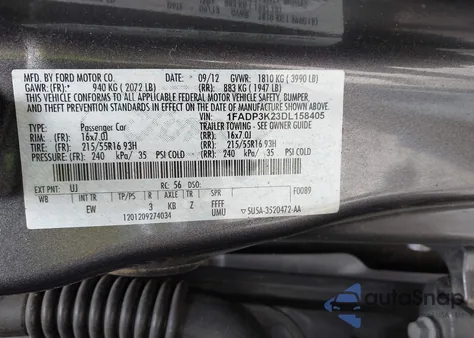 MFD. BY FORD MOTOR CO.
DATE: 09/12 GVWR: 1810 KG ( 3990 LB)
GAWR: (FR): 940 KG ( 2072 LB) (RR): 883 KG ( 1947 LB)
THIS VEHICLE CONFORMS TO ALL APPLICABLE FEDERAL MOTOR VEHICLE SAFETY, BUMPER,
AND THEFT PREVENTION STANDARDS IN EFFECT ON THE DATE OF MANUFACTURE SHOWN ABOVE.
VIN: 1FADP3K23DL158405
TYPE: Passenger Car TRAILER TOWING - SEE OWNER GUIDE
RIM: (FR): 16x7.0J (RR): 16x7.0J
TIRE: (FR): 215/55R16 93H (RR): 215/55R16 93H
PRESSURE: (FR): 240 kPa/ 35 PSI COLD (RR): 240 kPa/ 35 PSI COLD
EXT PNT: UJ RC: 56 DSO: F0089
WB INT TR TP/PS R AXLE TR SPR
EW 3 KB Z FFFF
UMU
1201209274034 5U5A-3520472-AA
autoSnap